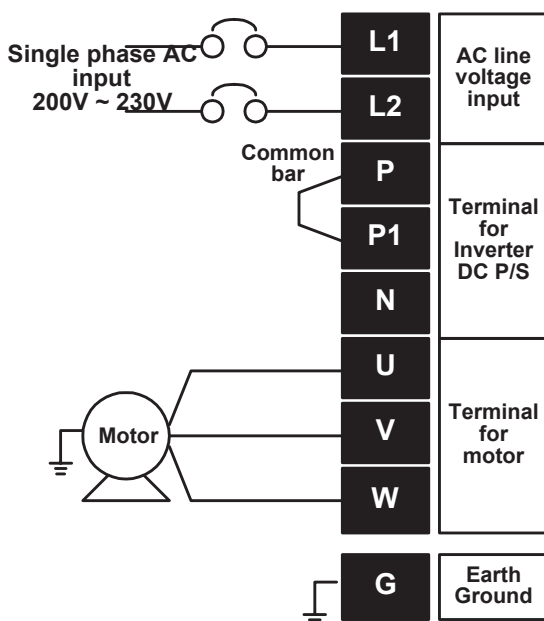 Single phase AC
input
200V ~ 230V
L1
L2
AC line
voltage
input
Common
bar
P
P1
N
Terminal
for
Inverter
DC P/S
U
V
W
Motor
Terminal
for
motor
G
Earth
Ground